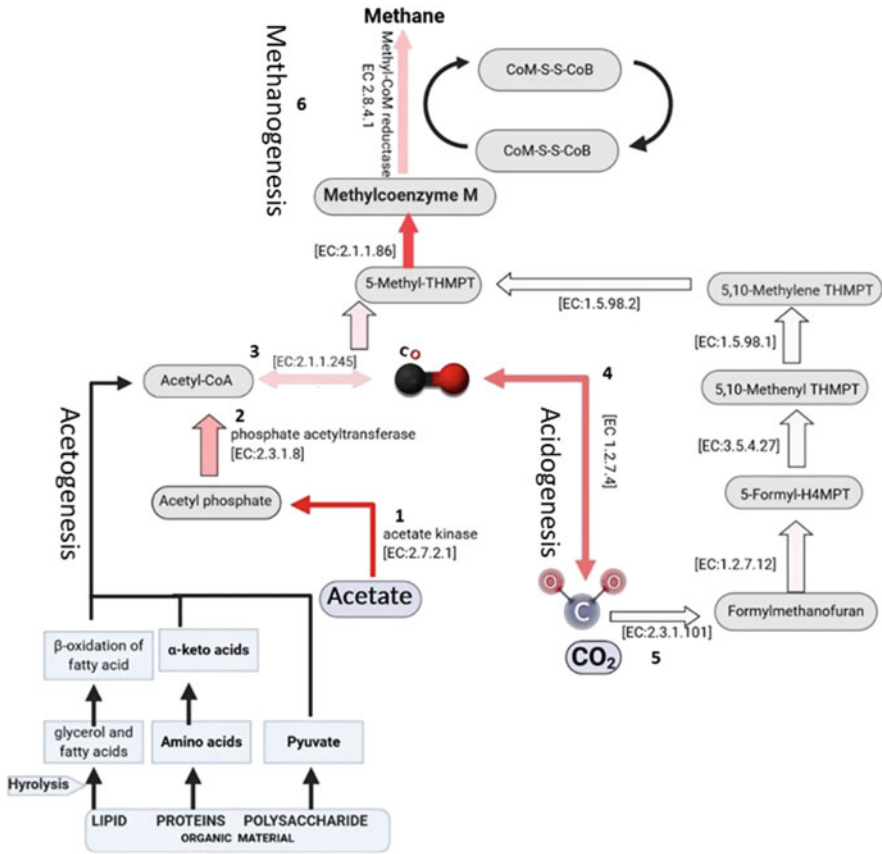 Methane
Methanogenesis
6
Methyl-CoM reductase
EC 2.8.4.1
CoM-S-S-CoB
CoM-S-S-CoB
Methylcoenzyme M
[EC:2.1.1.86]
5-Methyl-THMPT
[EC:1.5.98.2]
5,10-Methylene THMPT
[EC:1.5.98.1]
3
[EC:2.1.1.245]
C O
Acetyl-CoA
4
5,10-Methenyl THMPT
Acetogenesis
2
phosphate acetyltransferase
[EC:2.3.1.8]
Acidogenesis
[EC 1.2.7.4]
[EC:3.5.4.27]
Acetyl phosphate
5-Formyl-H4MPT
1
acetate kinase
[EC:2.7.2.1]
[EC:1.2.7.12]
Acetate
O O
C
Formylmethanofuran
[EC:2.3.1.101]
CO₂
5
β-oxidation of
fatty acid
α-keto acids
glycerol and
fatty acids
Amino acids
Pyuvate
Hyrolysis
LIPID PROTEINS POLYSACCHARIDE
ORGANIC MATERIAL